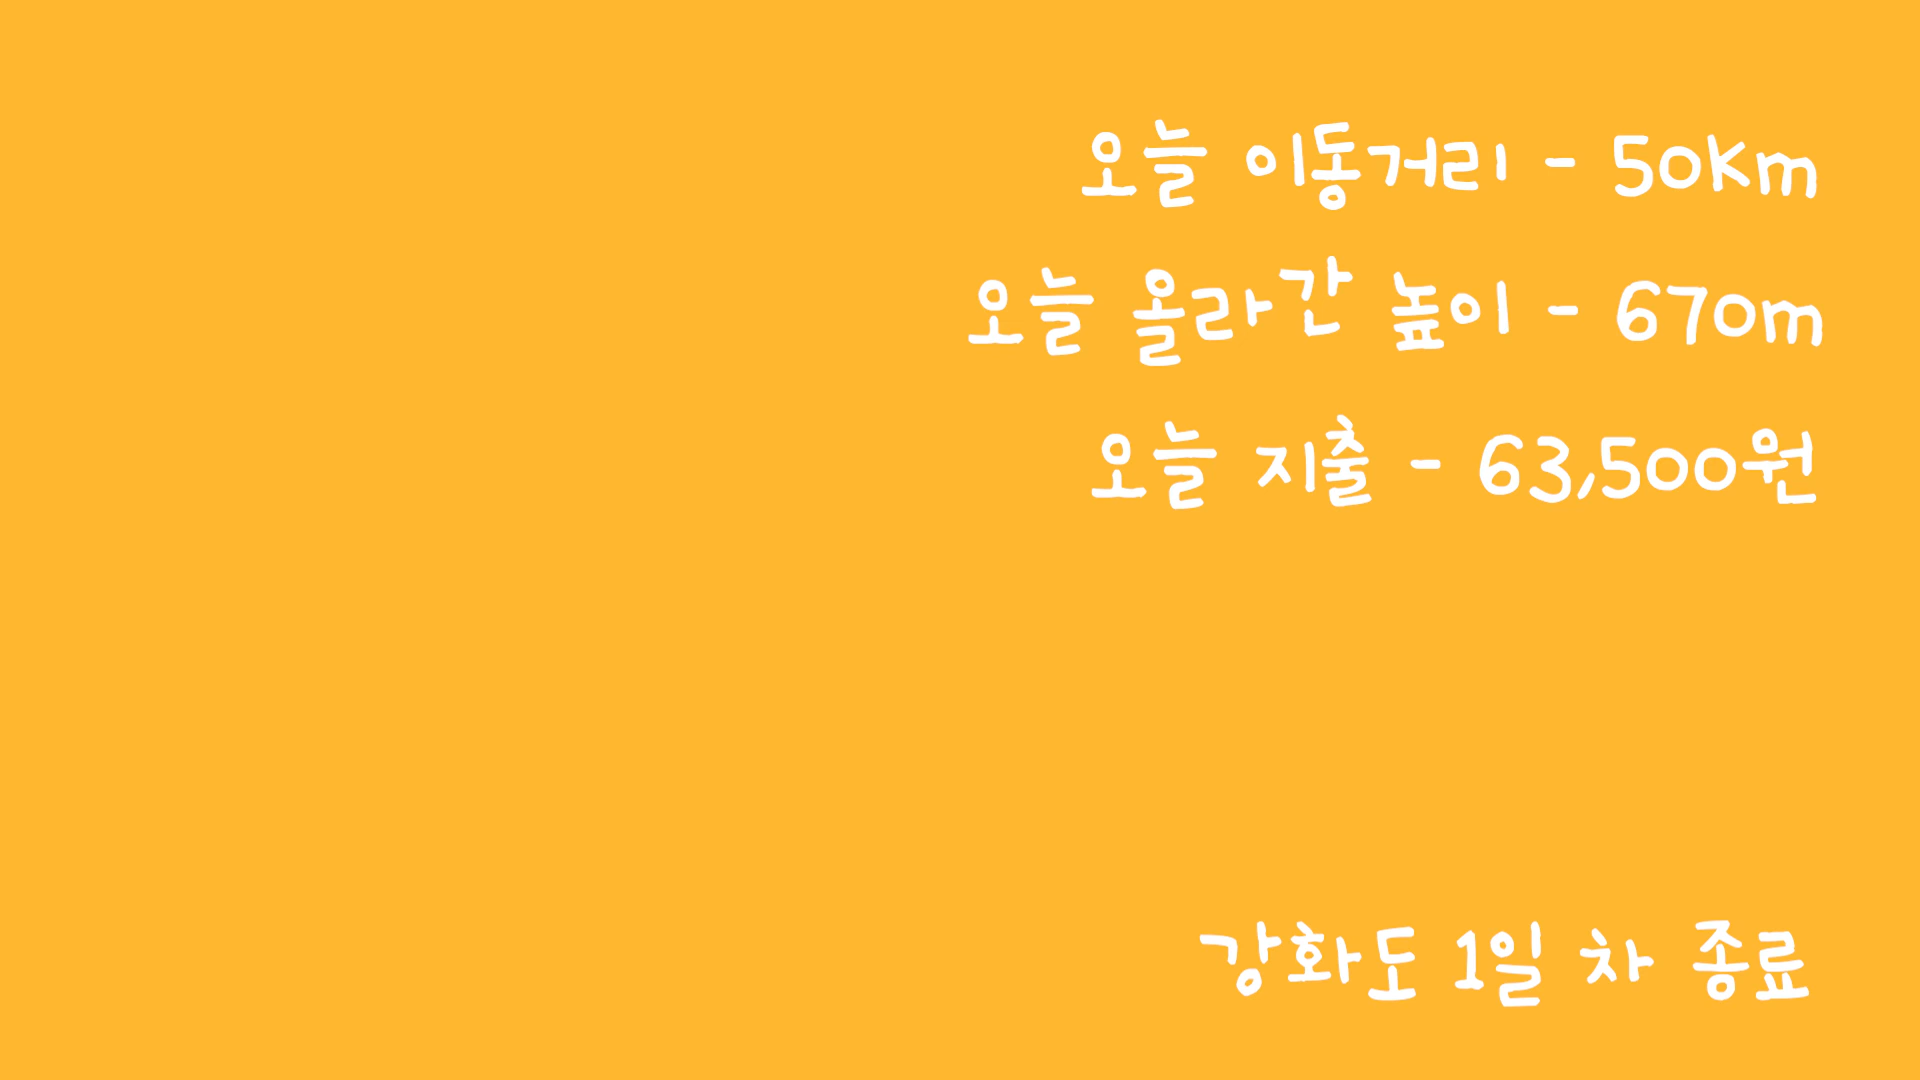 오늘 이동거리 - 50Km
오늘 올라간 높이 - 670m
오늘 지출 - 63,500원
강화도 1일 차 종료